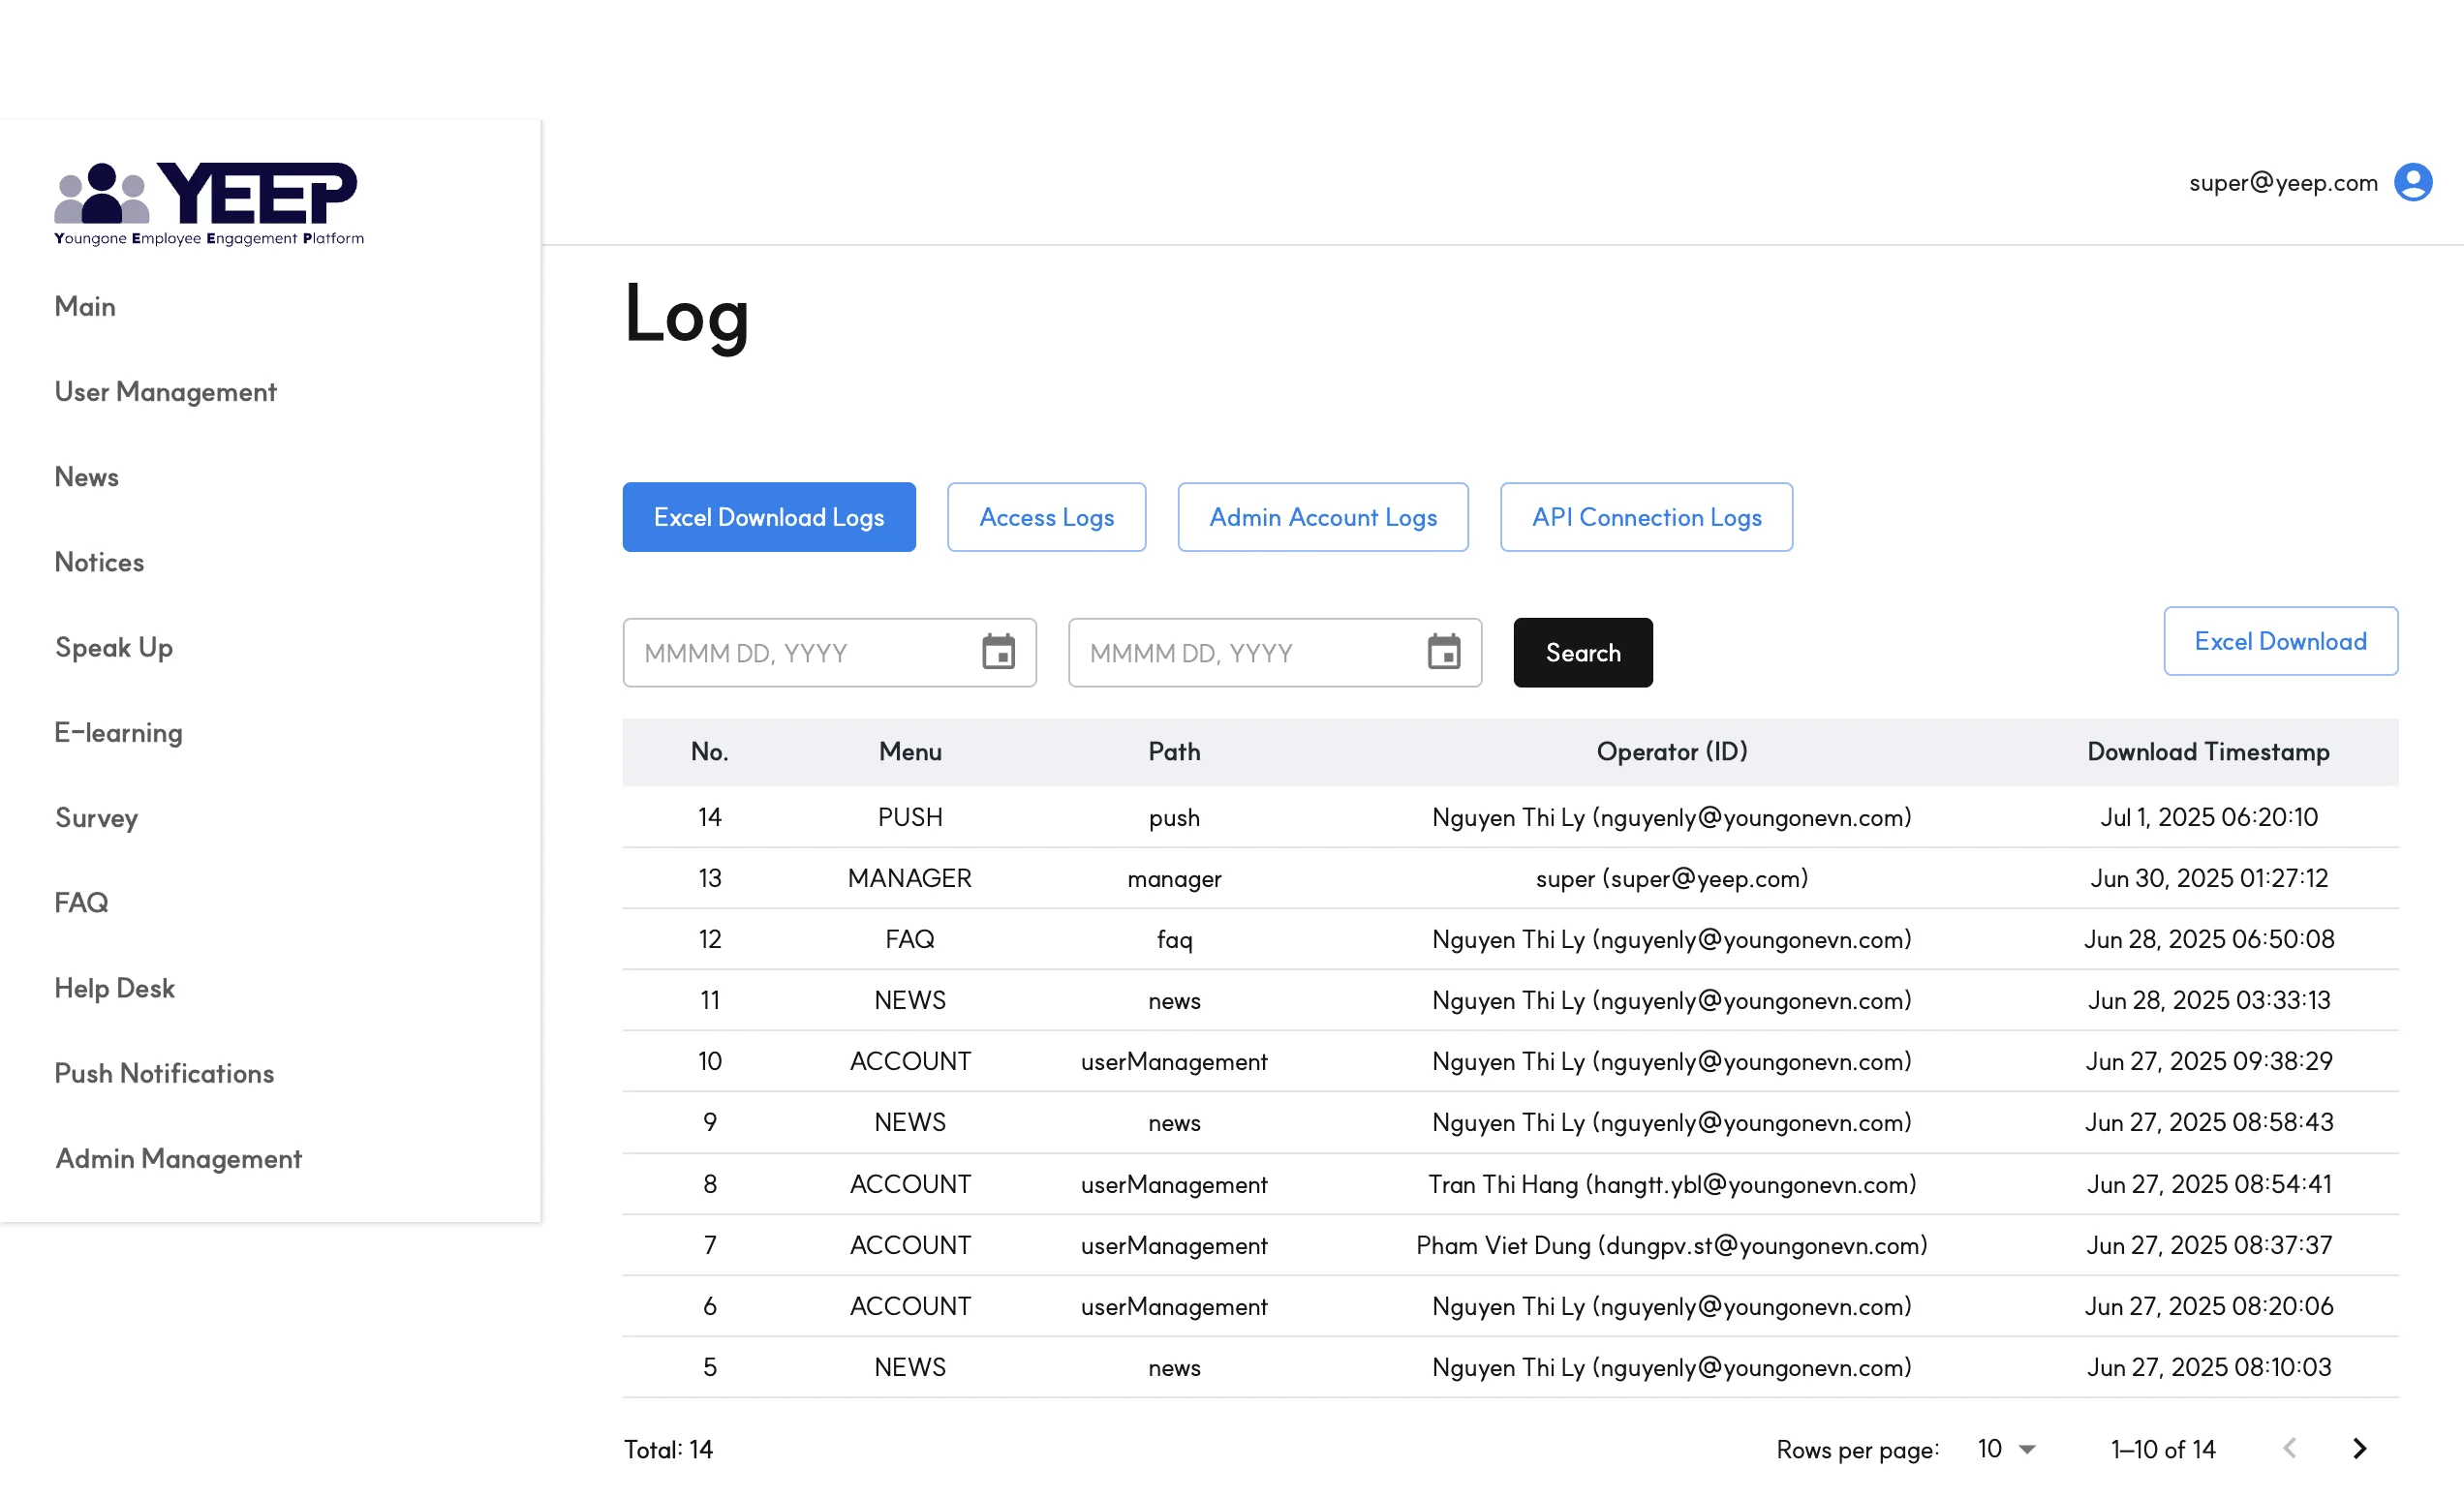 YEEP
Youngone Employee Engagement Platform
super@yeep.com
Main
User Management
News
Notices
Speak Up
E-learning
Survey
FAQ
Help Desk
Push Notifications
Admin Management
Log
Excel Download Logs Access Logs Admin Account Logs API Connection Logs
MMMM DD, YYYY MMMM DD, YYYY Search Excel Download
No. Menu Path Operator (ID) Download Timestamp
14 PUSH push Nguyen Thi Ly (nguyenly@youngonevn.com) Jul 1, 2025 06:20:10
13 MANAGER manager super (super@yeep.com) Jun 30, 2025 01:27:12
12 FAQ faq Nguyen Thi Ly (nguyenly@youngonevn.com) Jun 28, 2025 06:50:08
11 NEWS news Nguyen Thi Ly (nguyenly@youngonevn.com) Jun 28, 2025 03:33:13
10 ACCOUNT userManagement Nguyen Thi Ly (nguyenly@youngonevn.com) Jun 27, 2025 09:38:29
9 NEWS news Nguyen Thi Ly (nguyenly@youngonevn.com) Jun 27, 2025 08:58:43
8 ACCOUNT userManagement Tran Thi Hang (hangtt.ybl@youngonevn.com) Jun 27, 2025 08:54:41
7 ACCOUNT userManagement Pham Viet Dung (dungpv.st@youngonevn.com) Jun 27, 2025 08:37:37
6 ACCOUNT userManagement Nguyen Thi Ly (nguyenly@youngonevn.com) Jun 27, 2025 08:20:06
5 NEWS news Nguyen Thi Ly (nguyenly@youngonevn.com) Jun 27, 2025 08:10:03
Total: 14 Rows per page: 10 1–10 of 14